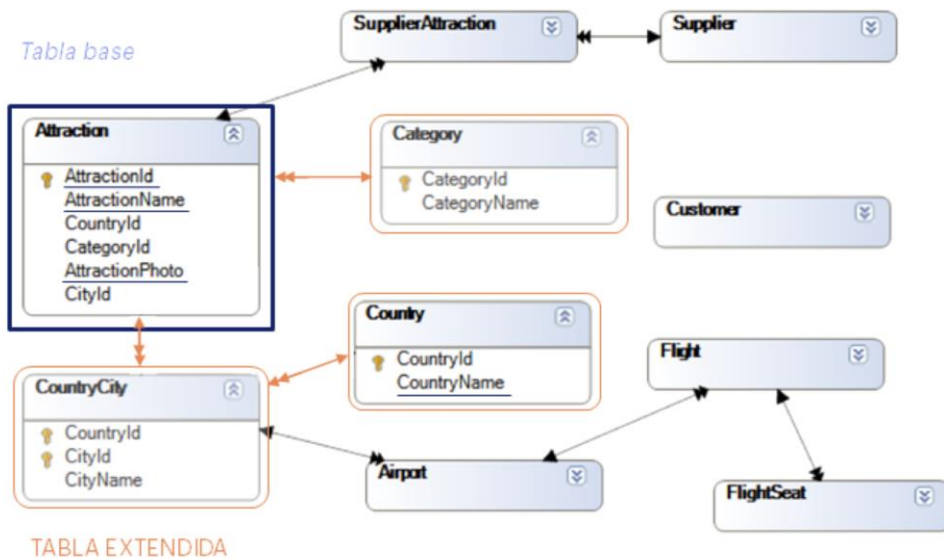 SupplierAttraction
Supplier
Tabla base
Attraction
AttractionId
AttractionName
CountryId
CategoryId
AttractionPhoto
CityId
Category
CategoryId
CategoryName
Customer
Country
CountryId
CountryName
Flight
CountryCity
CountryId
CityId
CityName
Airport
FlightSeat
TABLA EXTENDIDA